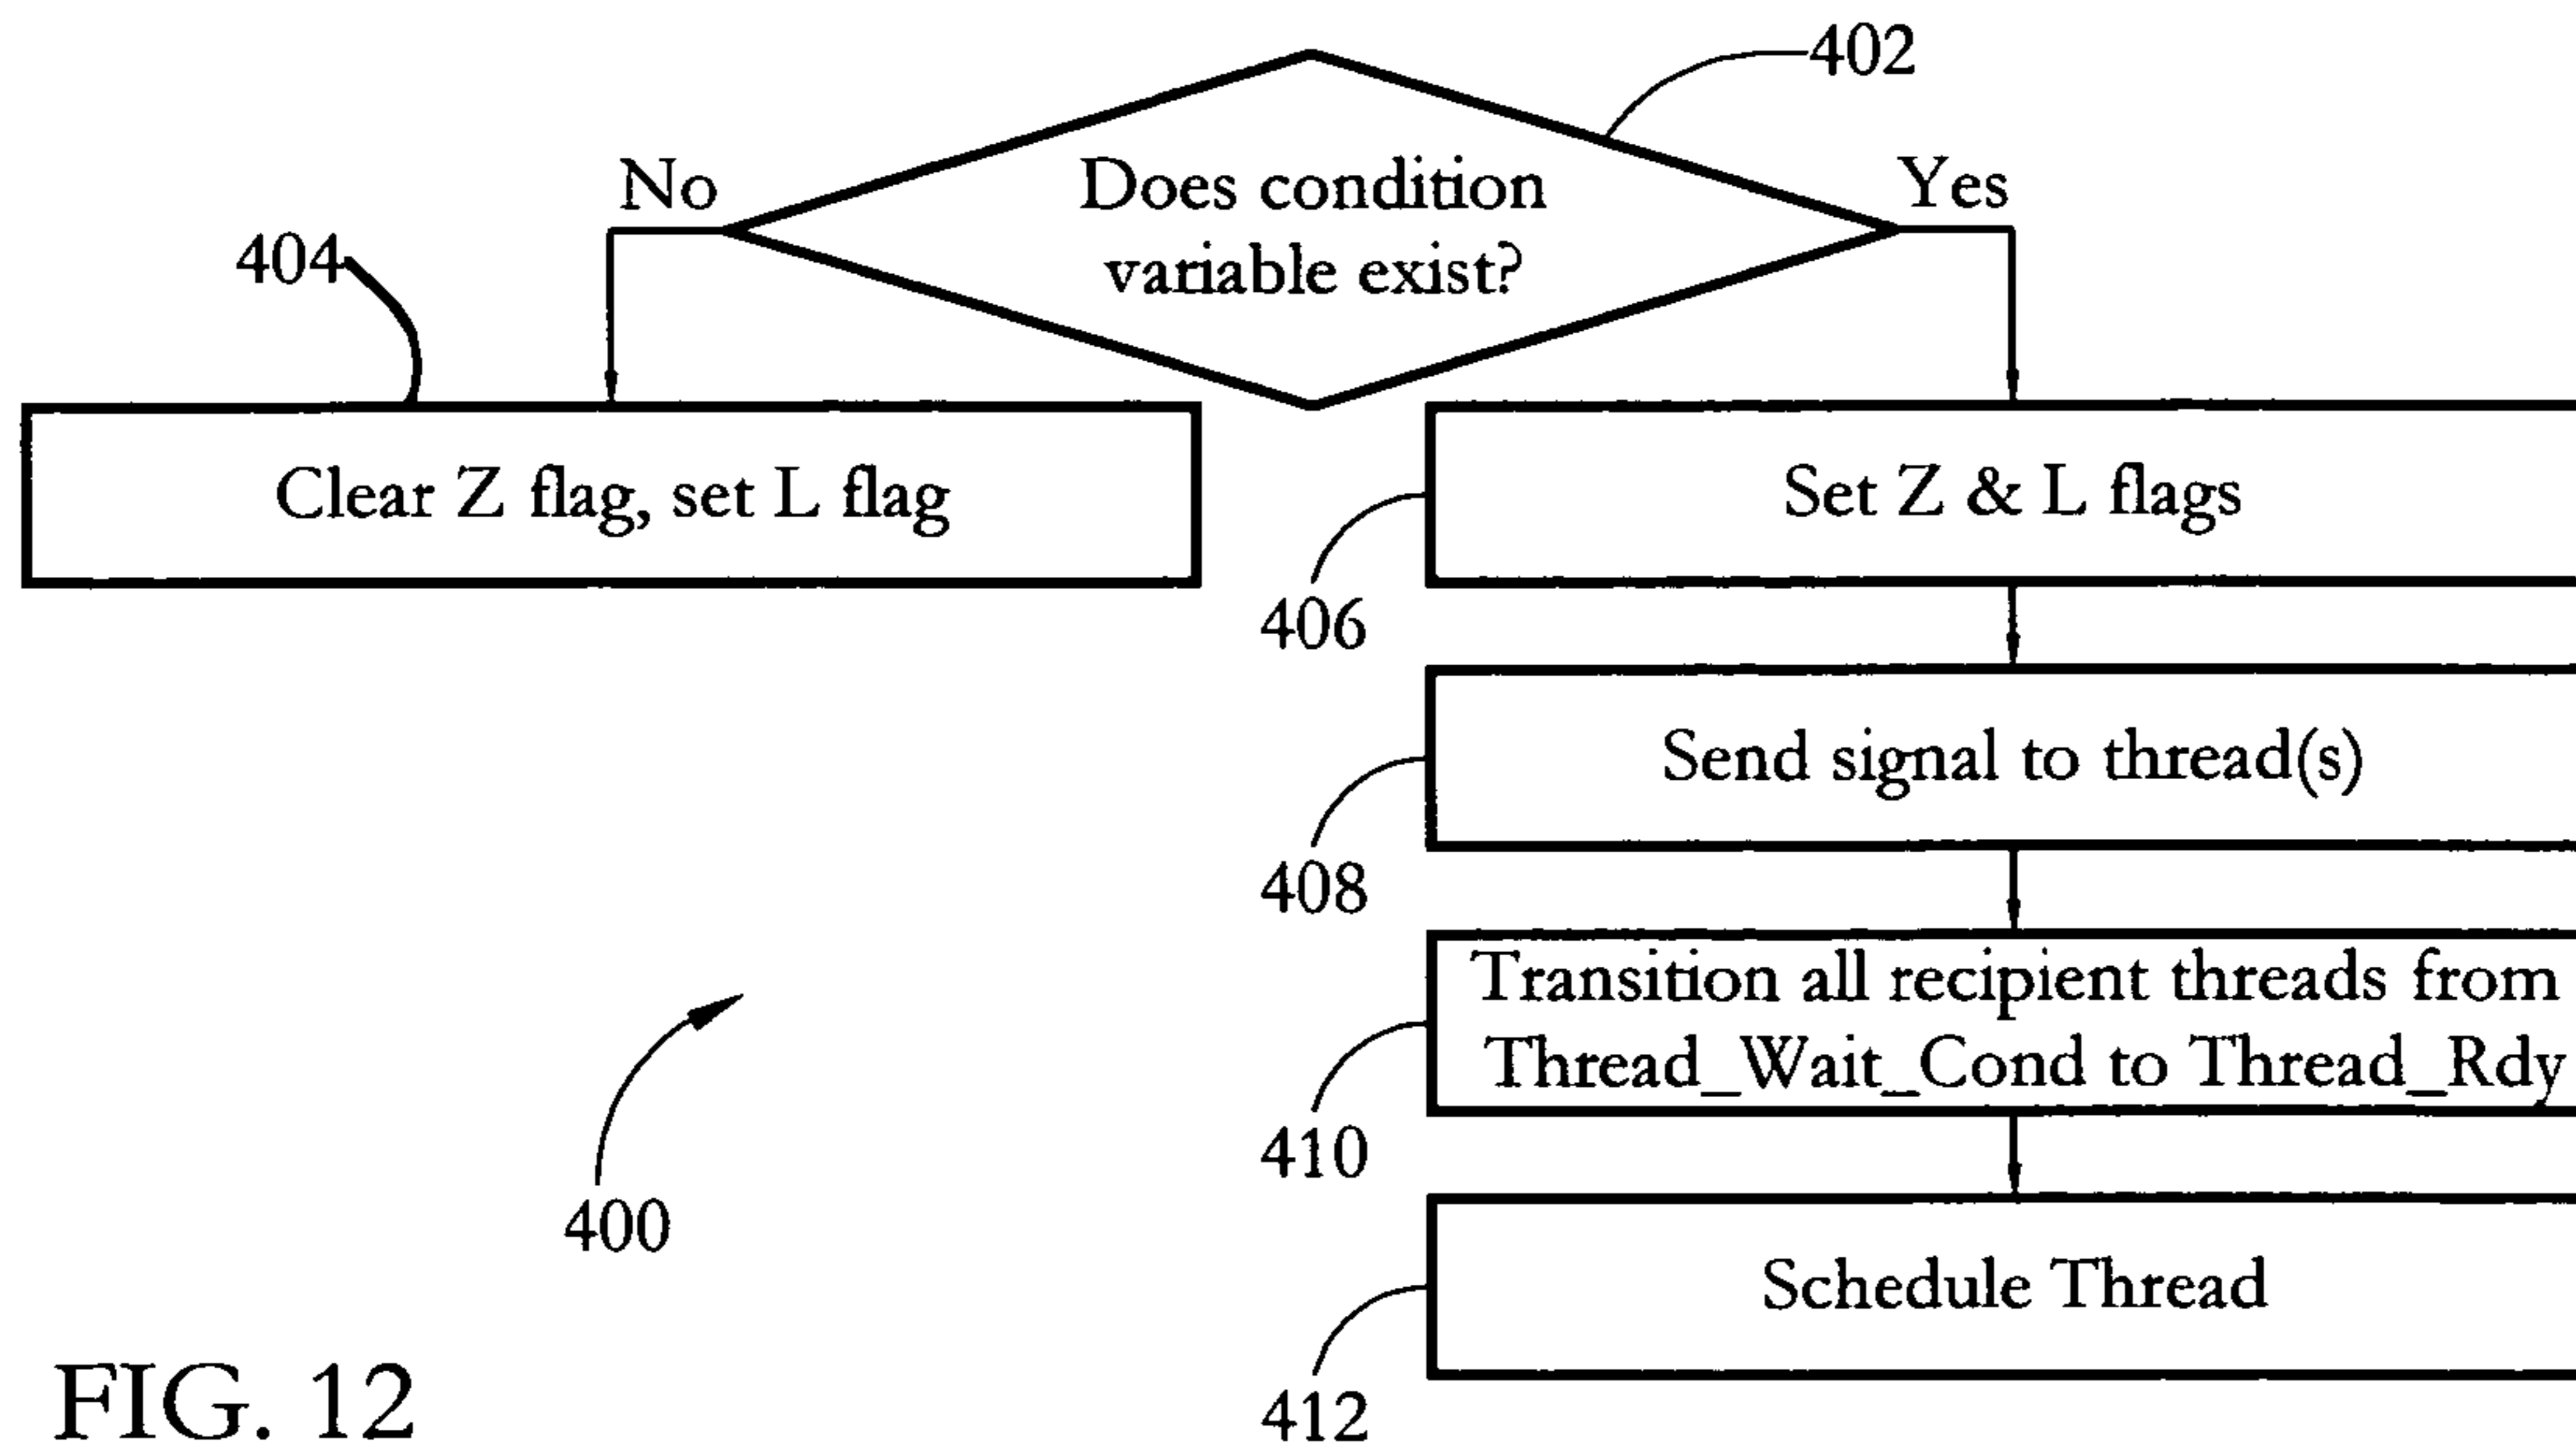 402
No
Does condition
variable exist?
Yes
404
Clear Z flag, set L flag
Set Z & L flags
406
Send signal to thread(s)
408
Transition all recipient threads from
Thread_Wait_Cond to Thread_Rdy
410
400
Schedule Thread
412
FIG. 12